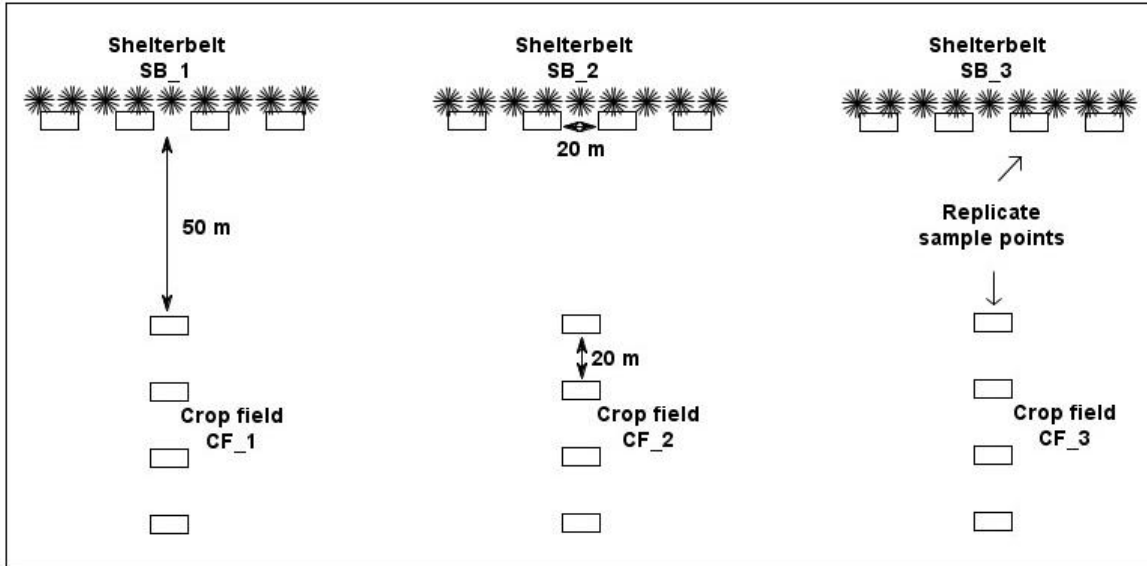 Shelterbelt
SB_1
Shelterbelt
SB_2
Shelterbelt
SB_3
20 m
50 m
Replicate
sample points
20 m
Crop field
CF_1
Crop field
CF_2
Crop field
CF_3